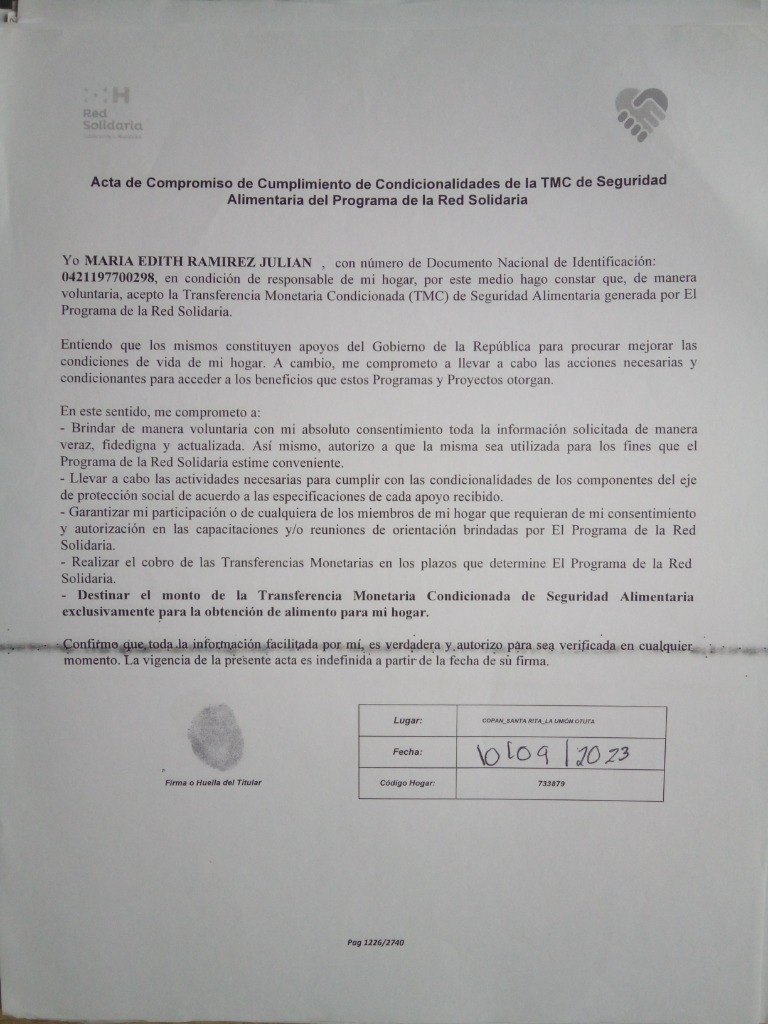 Red
Solidaria
Acta de Compromiso de Cumplimiento de Condicionalidades de la TMC de Seguridad
Alimentaria del Programa de la Red Solidaria
Yo MARIA EDITH RAMIREZ JULIAN , con número de Documento Nacional de Identificación:
0421197700298, en condición de responsable de mi hogar, por este medio hago constar que, de manera
voluntaria, acepto la Transferencia Monetaria Condicionada (TMC) de Seguridad Alimentaria generada por El
Programa de la Red Solidaria.
Entiendo que los mismos constituyen apoyos del Gobierno de la República para procurar mejorar las
condiciones de vida de mi hogar. A cambio, me comprometo a llevar a cabo las acciones necesarias y
condicionantes para acceder a los beneficios que estos Programas y Proyectos otorgan.
En este sentido, me comprometo a:
- Brindar de manera voluntaria con mi absoluto consentimiento toda la información solicitada de manera
veraz, fidedigna y actualizada. Así mismo, autorizo a que la misma sea utilizada para los fines que el
Programa de la Red Solidaria estime conveniente.
- Llevar a cabo las actividades necesarias para cumplir con las condicionalidades de los componentes del eje
de protección social de acuerdo a las especificaciones de cada apoyo recibido.
- Garantizar mi participación o de cualquiera de los miembros de mi hogar que requieran de mi consentimiento
y autorización en las capacitaciones y/o reuniones de orientación brindadas por El Programa de la Red
Solidaria.
- Realizar el cobro de las Transferencias Monetarias en los plazos que determine El Programa de la Red
Solidaria.
- Destinar el monto de la Transferencia Monetaria Condicionada de Seguridad Alimentaria
exclusivamente para la obtención de alimento para mi hogar.
Confirmo que toda la información facilitada por mí, es verdadera y autorizo para sea verificada en cualquier
momento. La vigencia de la presente acta es indefinida a partir de la fecha de su firma.
Lugar: COPAN_SANTA RITA_LA UNION OTUTA
Fecha: 10/09/2023
Código Hogar: 733879
Firma o Huella del Titular
Pag 1226/2740